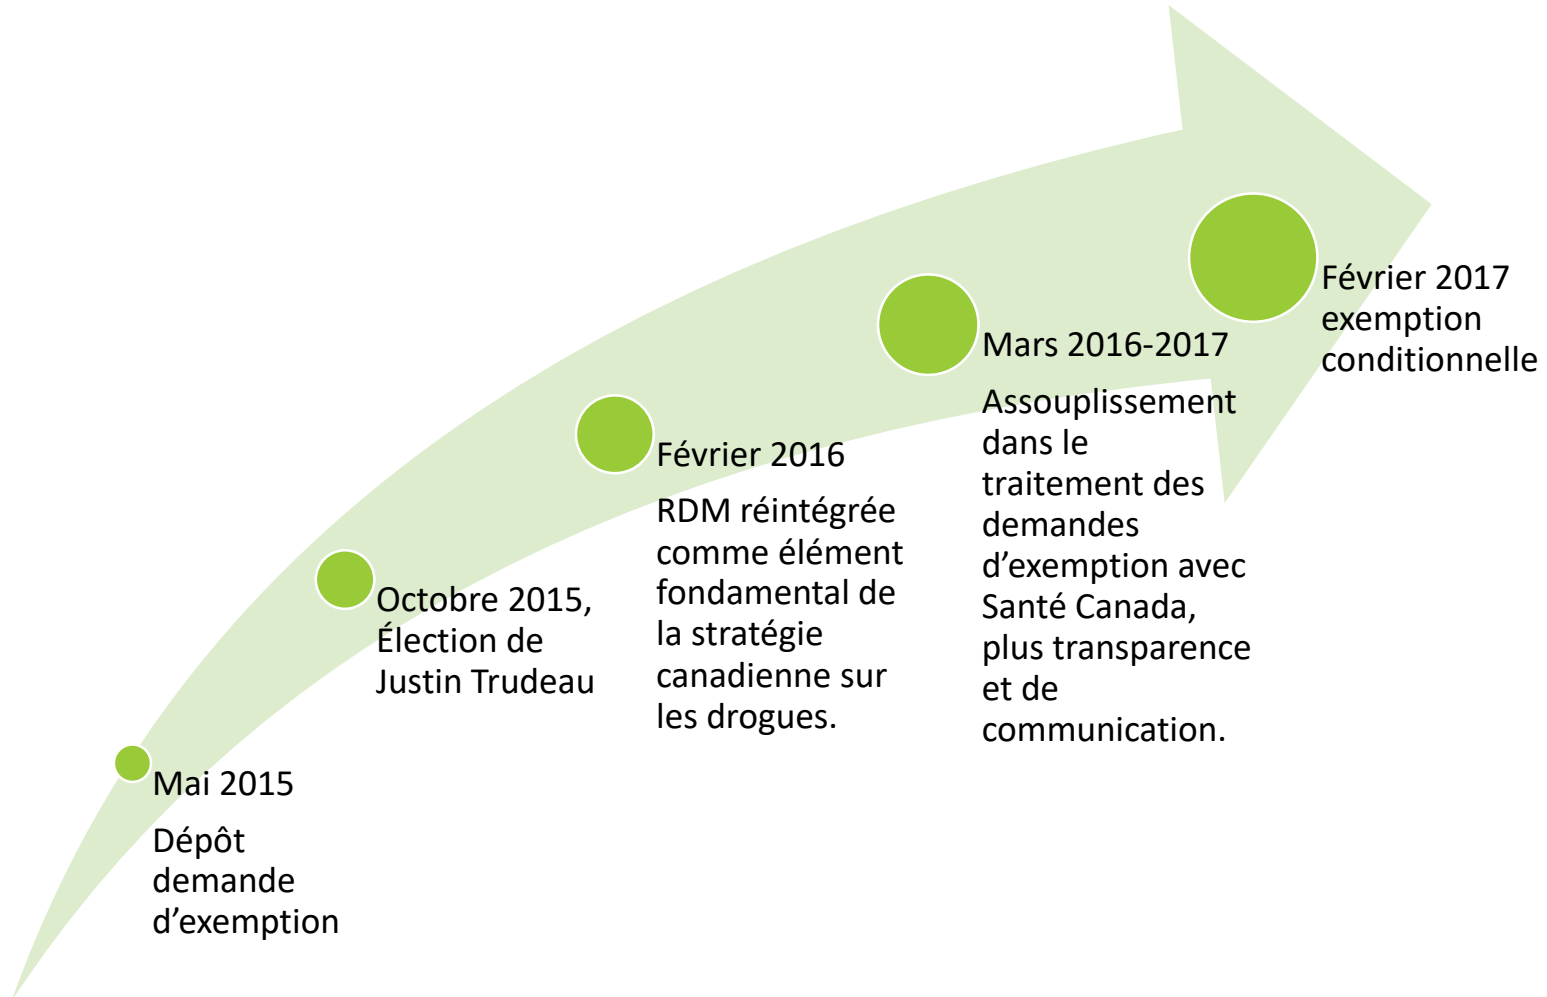 Mai 2015
Dépôt
demande
d’exemption
Octobre 2015,
Élection de
Justin Trudeau
Février 2016
RDM réintégrée
comme élément
fondamental de
la stratégie
canadienne sur
les drogues.
Mars 2016-2017
Assouplissement
dans le
traitement des
demandes
d’exemption avec
Santé Canada,
plus transparence
et de
communication.
Février 2017
exemption
conditionnelle